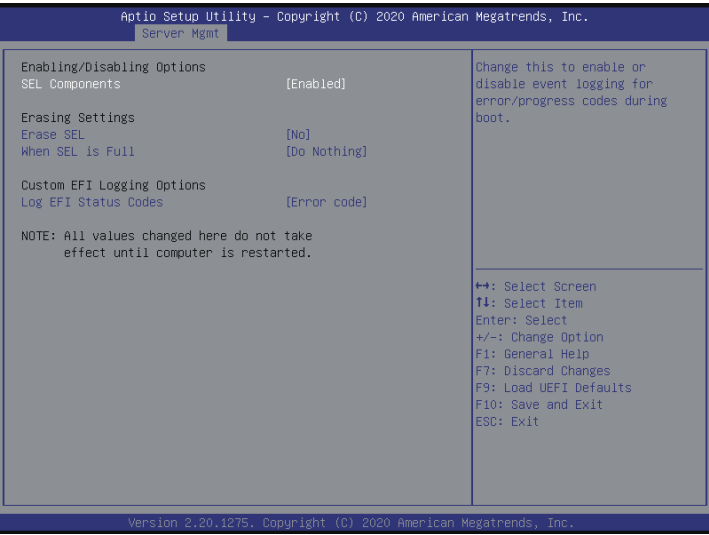 Aptio Setup Utility – Copyright (C) 2020 American Megatrends, Inc.
Server Mgmt
Enabling/Disabling Options
SEL Components [Enabled]
Erasing Settings
Erase SEL [No]
When SEL is Full [Do Nothing]
Custom EFI Logging Options
Log EFI Status Codes [Error code]
NOTE: All values changed here do not take
effect until computer is restarted.
Change this to enable or
disable event logging for
error/progress codes during
boot.
↔: Select Screen
↑↓: Select Item
Enter: Select
+/-: Change Option
F1: General Help
F7: Discard Changes
F9: Load UEFI Defaults
F10: Save and Exit
ESC: Exit
Version 2.20.1275. Copyright (C) 2020 American Megatrends, Inc.